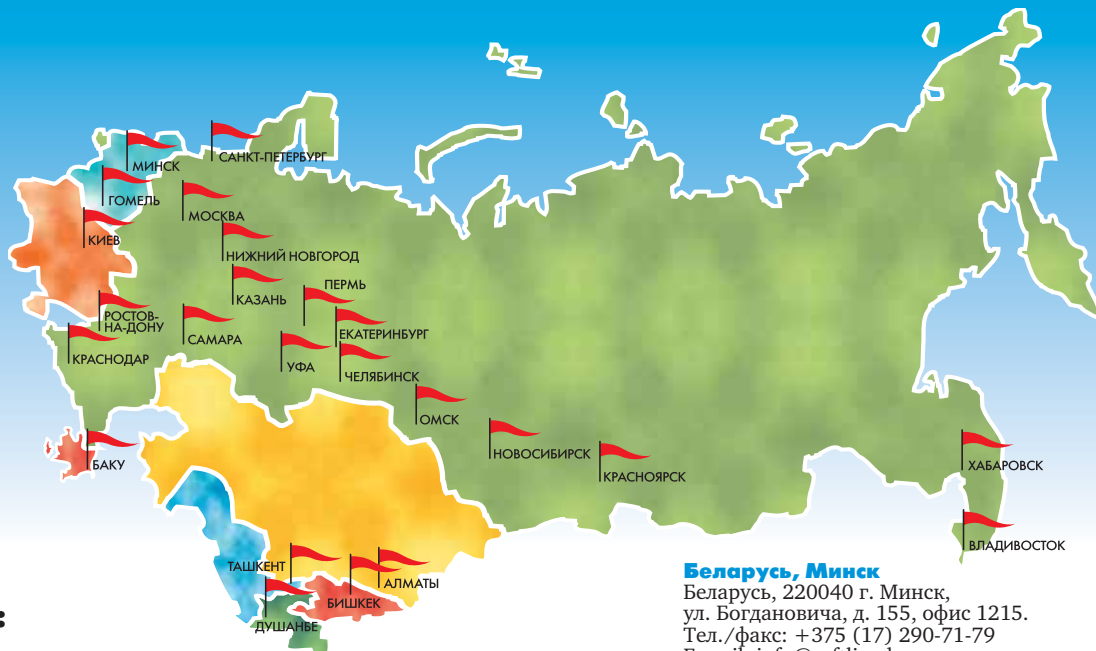 МИНСК
САНКТ-ПЕТЕРБУРГ
ГОМЕЛЬ
МОСКВА
КИЕВ
НИЖНИЙ НОВГОРОД
КАЗАНЬ
ПЕРМЬ
РОСТОВ-
НА-ДОНУ
САМАРА
ЕКАТЕРИНБУРГ
КРАСНОДАР
УФА
ЧЕЛЯБИНСК
ОМСК
НОВОСИБИРСК
КРАСНОЯРСК
БАКУ
ХАБАРОВСК
ВЛАДИВОСТОК
ТАШКЕНТ
АЛМАТЫ
БИШКЕК
ДУШАНБЕ
:
Беларусь, Минск
Беларусь, 220040 г. Минск,
ул. Богдановича, д. 155, офис 1215.
Тел./факс: +375 (17) 290-71-79